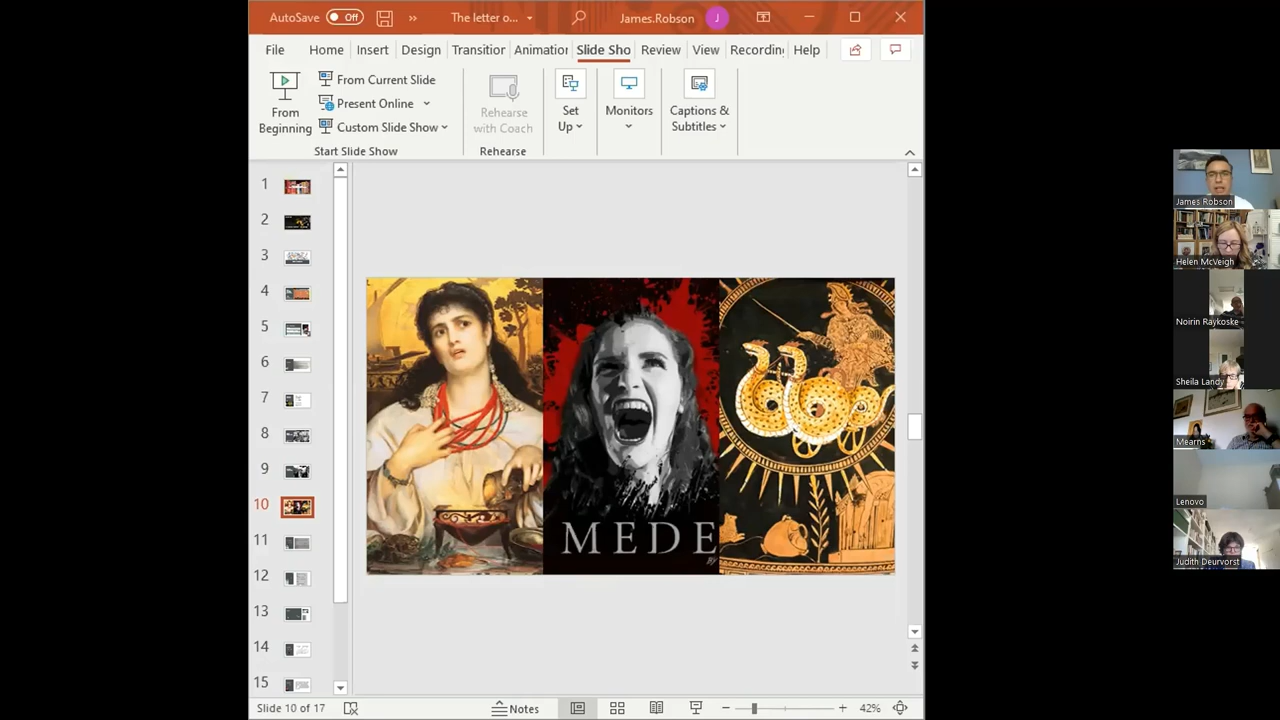 AutoSave Off The letter o... James.Robson J
File Home Insert Design Transition Animation Slide Sho Review View Recording Help
From Beginning
From Current Slide
Present Online
Custom Slide Show
Start Slide Show
Rehearse with Coach
Rehearse
Set Up
Monitors
Captions & Subtitles
1
2
3
4
5
6
7
8
9
10
11
12
13
14
15
MEDE
Slide 10 of 17
Notes
42%
James Robson
Helen McVeigh
Noirin Raykoske
Sheila Landy
Mearns
Lenovo
Judith Deurvorst